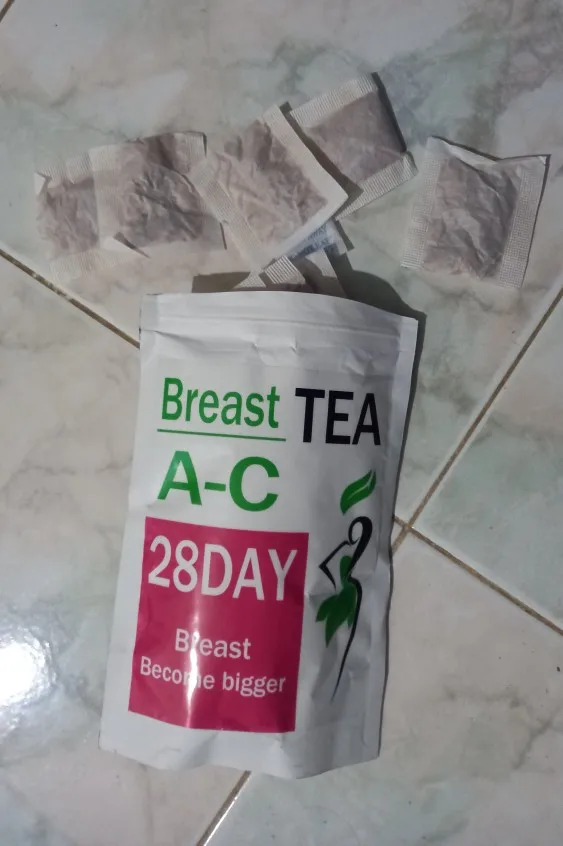 Breast TEA
A-C
28DAY
Breast
Become bigger